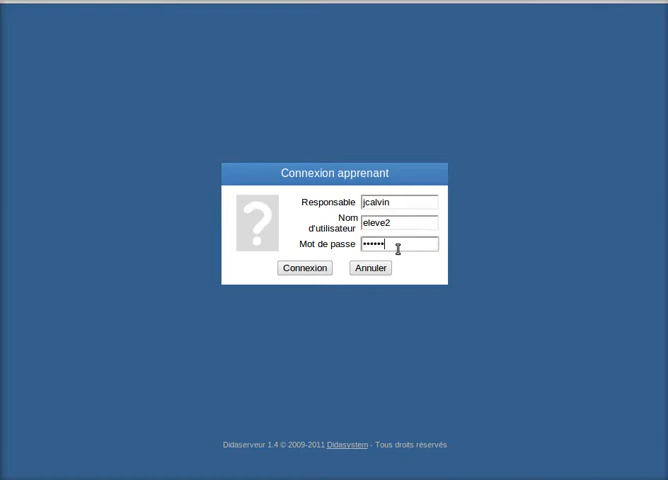 Connexion apprenant
Responsable jcalvin
Nom
d'utilisateur eleve2
Mot de passe ••••••
Connexion Annuler
Didaserveur 1.4 © 2009-2011 Didasystem - Tous droits réservés